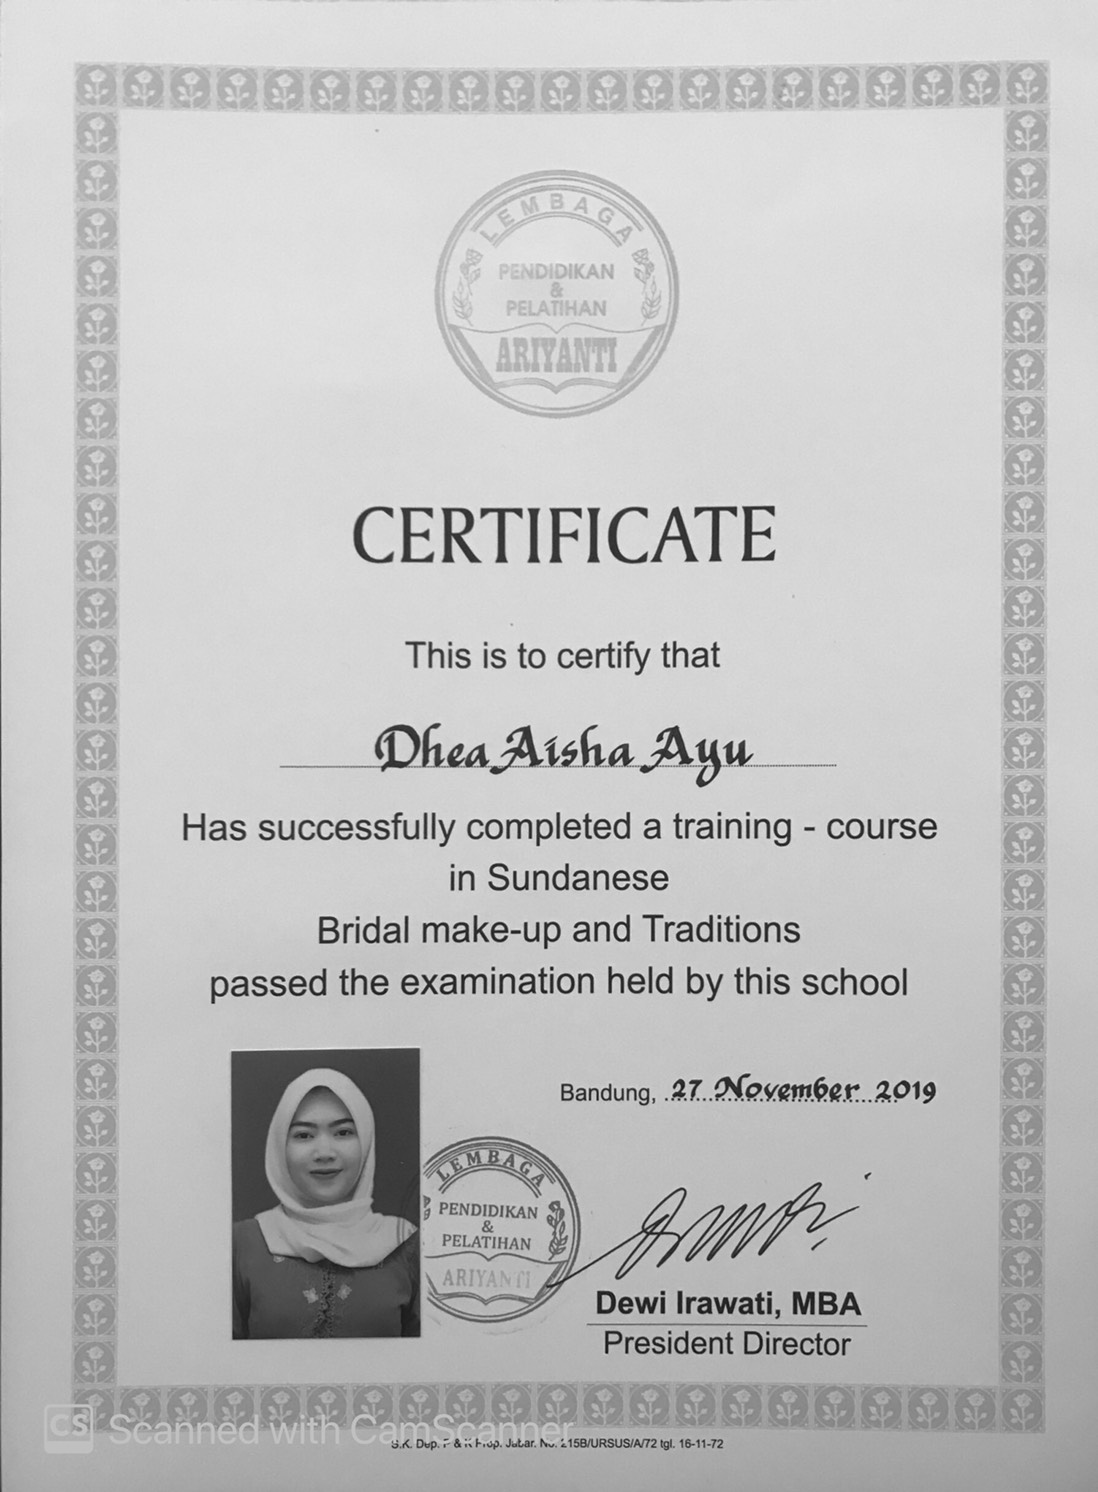 LEMBAGA
PENDIDIKAN
&
PELATIHAN
ARIYANTI
CERTIFICATE
This is to certify that
Dhea Aisha Ayu
Has successfully completed a training - course
in Sundanese
Bridal make-up and Traditions
passed the examination held by this school
Bandung, 27 November 2019
LEMBAGA
PENDIDIKAN
&
PELATIHAN
ARIYANTI
Dewi Irawati, MBA
President Director
CS Scanned with CamScanner
S.K. Dep. P & K Prop. Jabar. No. 215B/URSUS/A/72 tgl. 16-11-72